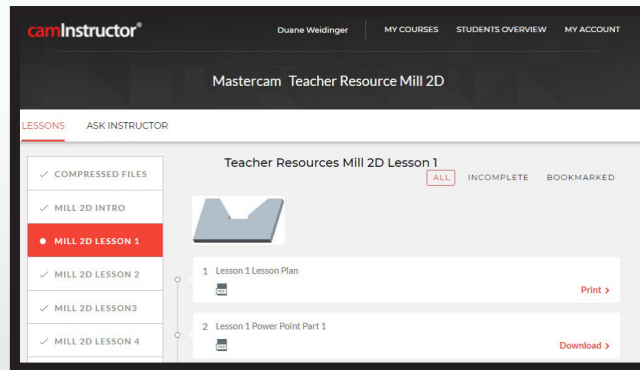 camInstructor®
Duane Weidinger MY COURSES STUDENTS OVERVIEW MY ACCOUNT
Mastercam Teacher Resource Mill 2D
LESSONS ASK INSTRUCTOR
✓ COMPRESSED FILES
✓ MILL 2D INTRO
MILL 2D LESSON 1
✓ MILL 2D LESSON 2
✓ MILL 2D LESSON3
✓ MILL 2D LESSON 4
Teacher Resources Mill 2D Lesson 1
ALL INCOMPLETE BOOKMARKED
1 Lesson 1 Lesson Plan
PDF
Print >
2 Lesson 1 Power Point Part 1
Download >